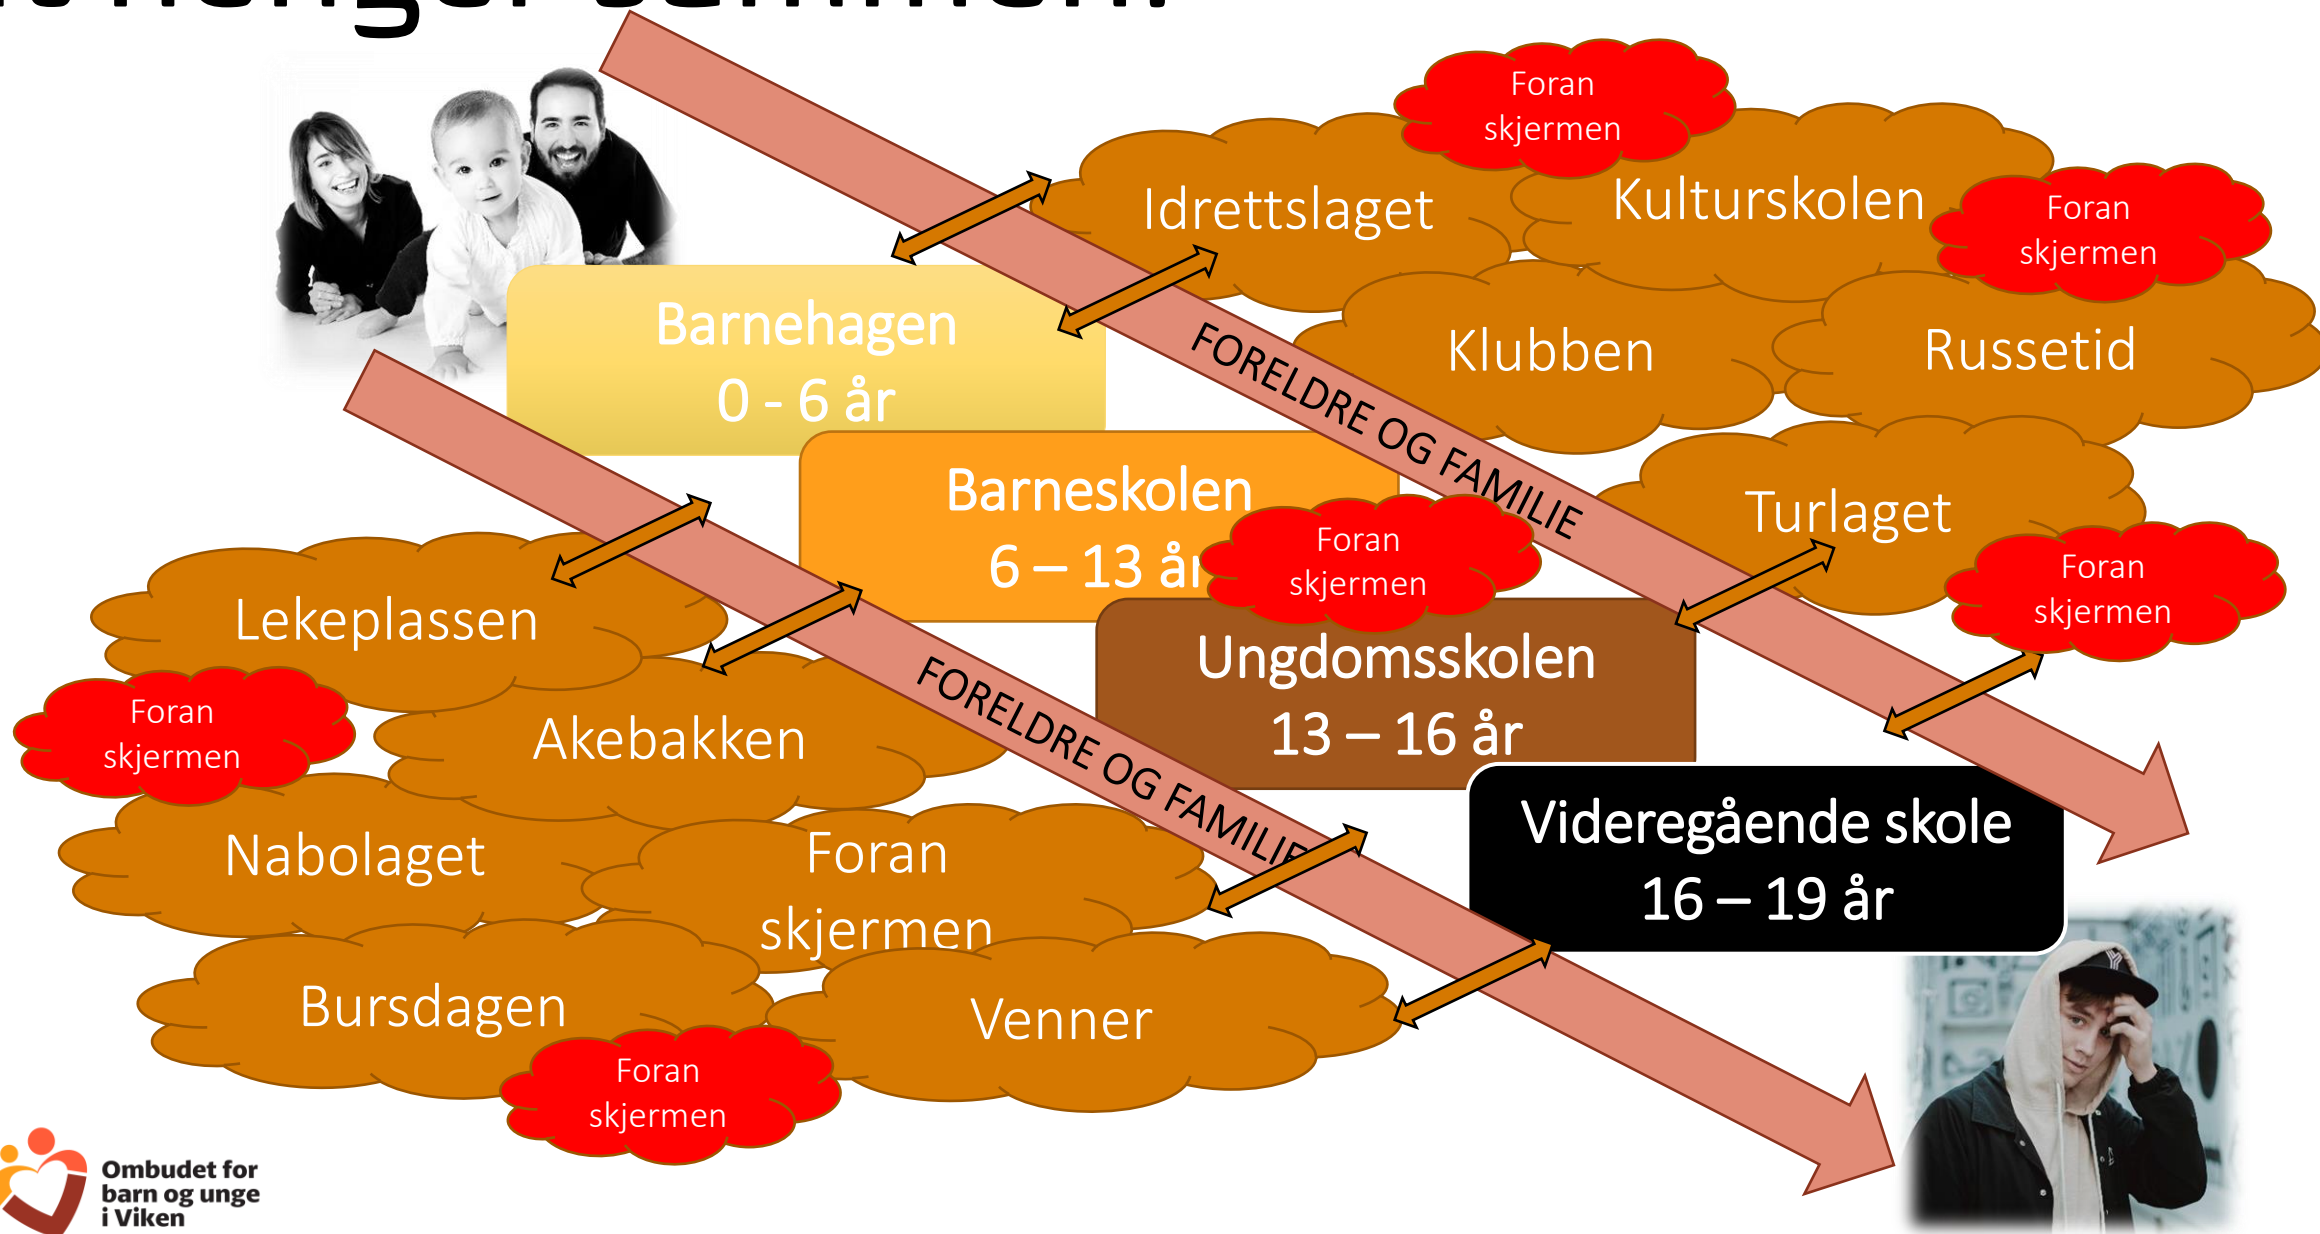 henger sammen!
Foran
skjermen
Idrettslaget
Kulturskolen
Foran
skjermen
Klubben
Russetid
Barnehagen
0 - 6 år
FORELDRE OG FAMILIE
Barneskolen
6 – 13 år
Foran
skjermen
Turlaget
Foran
skjermen
Lekeplassen
Ungdomsskolen
13 – 16 år
Foran
skjermen
Akebakken
FORELDRE OG FAMILIE
Videregående skole
16 – 19 år
Nabolaget
Foran
skjermen
Bursdagen
Venner
Foran
skjermen
Ombudet for
barn og unge
i Viken